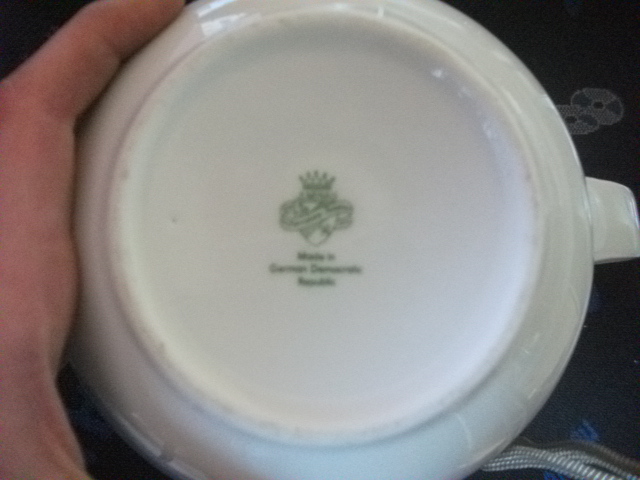 Made in
German Democratic
Republic